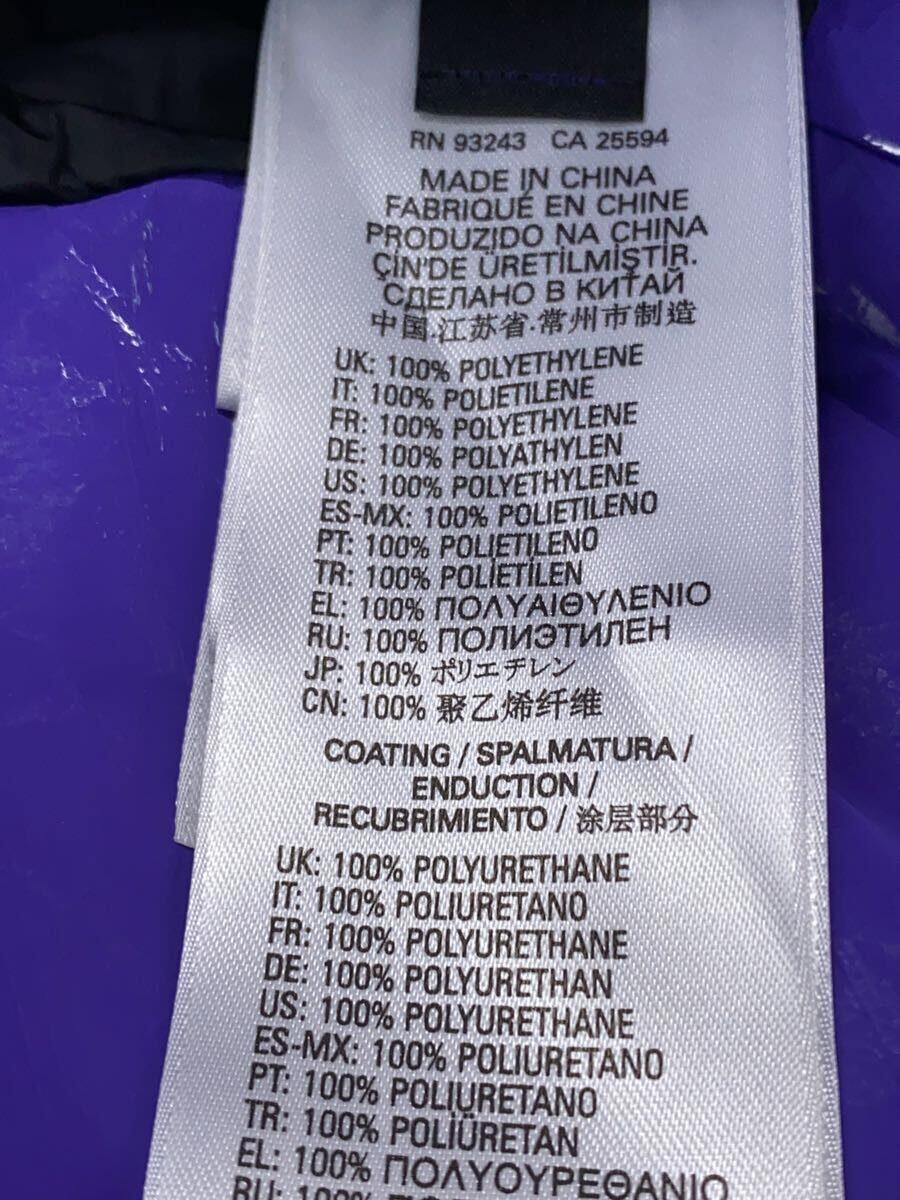 RN 93243 CA 25594
MADE IN CHINA
FABRIQUÉ EN CHINE
PRODUZIDO NA CHINA
ÇİN'DE ÜRETİLMİŞTİR.
СДЕЛАНО В КИТАЙ
中国.江苏省.常州市制造
UK: 100% POLYETHYLENE
IT: 100% POLIETILENE
FR: 100% POLYETHYLENE
DE: 100% POLYATHYLEN
US: 100% POLYETHYLENE
ES-MX: 100% POLIETILENO
PT: 100% POLIETILENO
TR: 100% POLİETİLEN
EL: 100% ΠΟΛΥΑΙΘΥΛΕΝΙΟ
RU: 100% ПОЛИЭТИЛЕН
JP: 100% ポリエチレン
CN: 100% 聚乙烯纤维
COATING / SPALMATURA /
ENDUCTION /
RECUBRIMIENTO / 涂层部分
UK: 100% POLYURETHANE
IT: 100% POLIURETANO
FR: 100% POLYURETHANE
DE: 100% POLYURETHAN
US: 100% POLYURETHANE
ES-MX: 100% POLIURETANO
PT: 100% POLIURETANO
TR: 100% POLİÜRETAN
EL: 100% ΠΟΛΥΟΥΡΕΘΑΝΙΟ
RU: 100%